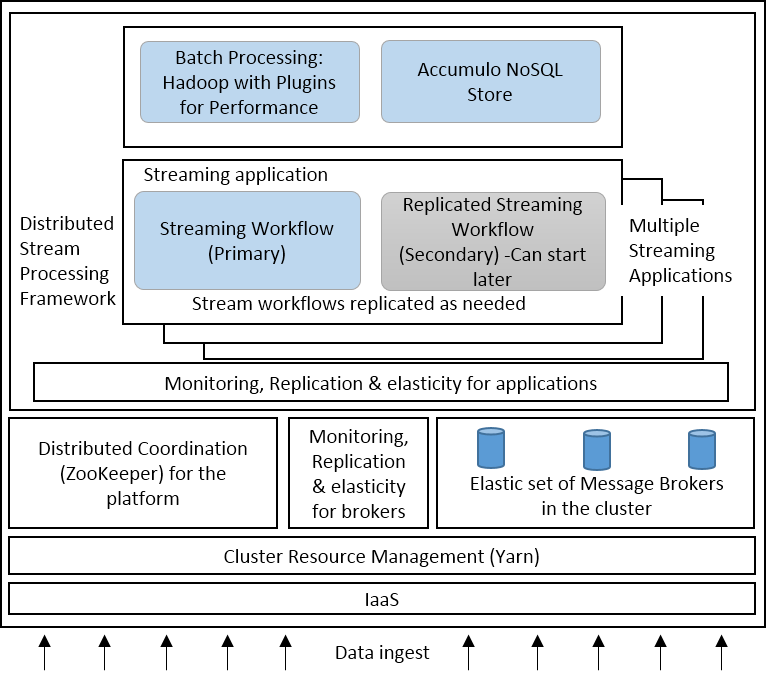 Batch Processing:
Hadoop with Plugins
for Performance
Accumulo NoSQL
Store
Streaming application
Streaming Workflow
(Primary)
Replicated Streaming
Workflow
(Secondary) -Can start
later
Stream workflows replicated as needed
Distributed
Stream
Processing
Framework
Multiple
Streaming
Applications
Monitoring, Replication & elasticity for applications
Distributed Coordination
(ZooKeeper) for the
platform
Monitoring,
Replication
& elasticity
for brokers
Elastic set of Message Brokers
in the cluster
Cluster Resource Management (Yarn)
IaaS
Data ingest